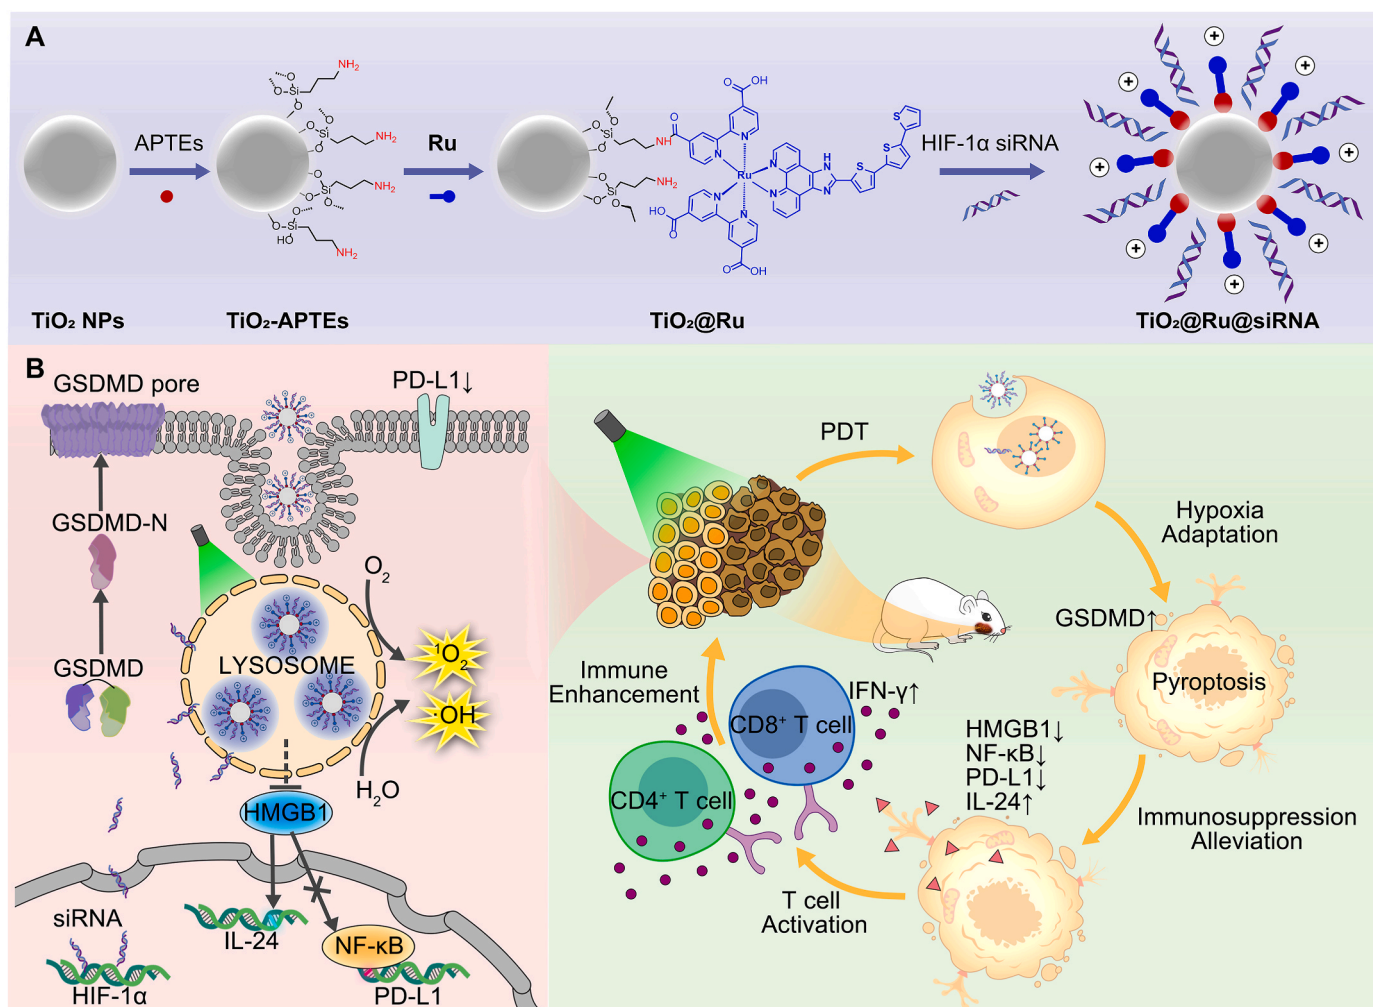 A
APTEs
Ru
HIF-1α siRNA
NH₂
NH₂
NH₂
NH₂
Si
O
O
O
Si
O
O
Si
O
O
Si
O
O
HO
Si
O
O
NH
O
Si
O
O
NH₂
OH
O
N
N
N
N
N
N
Ru
HO
O
O
OH
H
N
N
S
S
S
+
+
+
+
+
+
+
+
TiO₂ NPs
TiO₂-APTEs
TiO₂@Ru
TiO₂@Ru@siRNA
B
GSDMD pore
PD-L1↓
GSDMD-N
GSDMD
O₂
LYSOSOME
¹O₂
·OH
H₂O
HMGB1
siRNA
IL-24
NF-κB
HIF-1α
PD-L1
PDT
Hypoxia
Adaptation
GSDMD↑
Pyroptosis
Immune
Enhancement
IFN-γ↑
CD8⁺ T cell
CD4⁺ T cell
HMGB1↓
NF-κB↓
PD-L1↓
IL-24↑
Immunosuppression
Alleviation
T cell
Activation